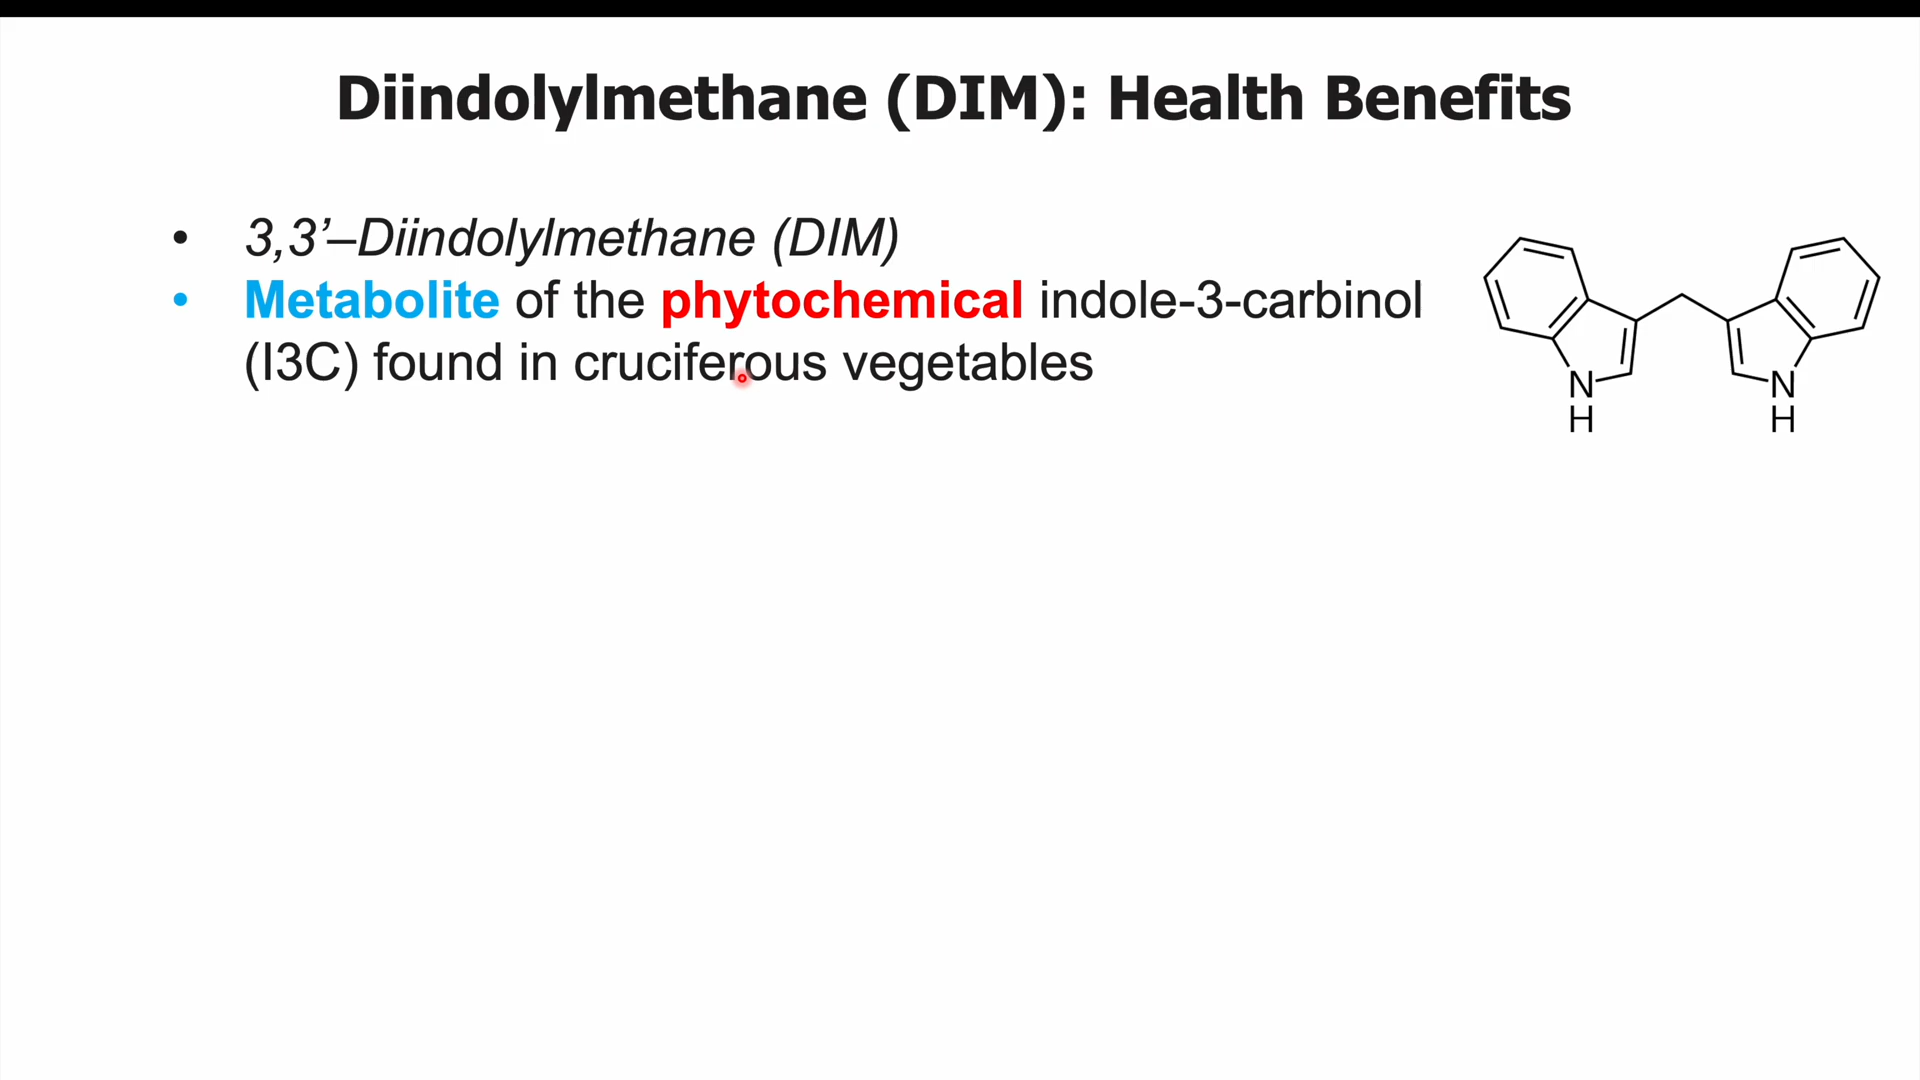 Diindolylmethane (DIM): Health Benefits
• 3,3’–Diindolylmethane (DIM)
• Metabolite of the phytochemical indole-3-carbinol
(I3C) found in cruciferous vegetables
N
H
N
H